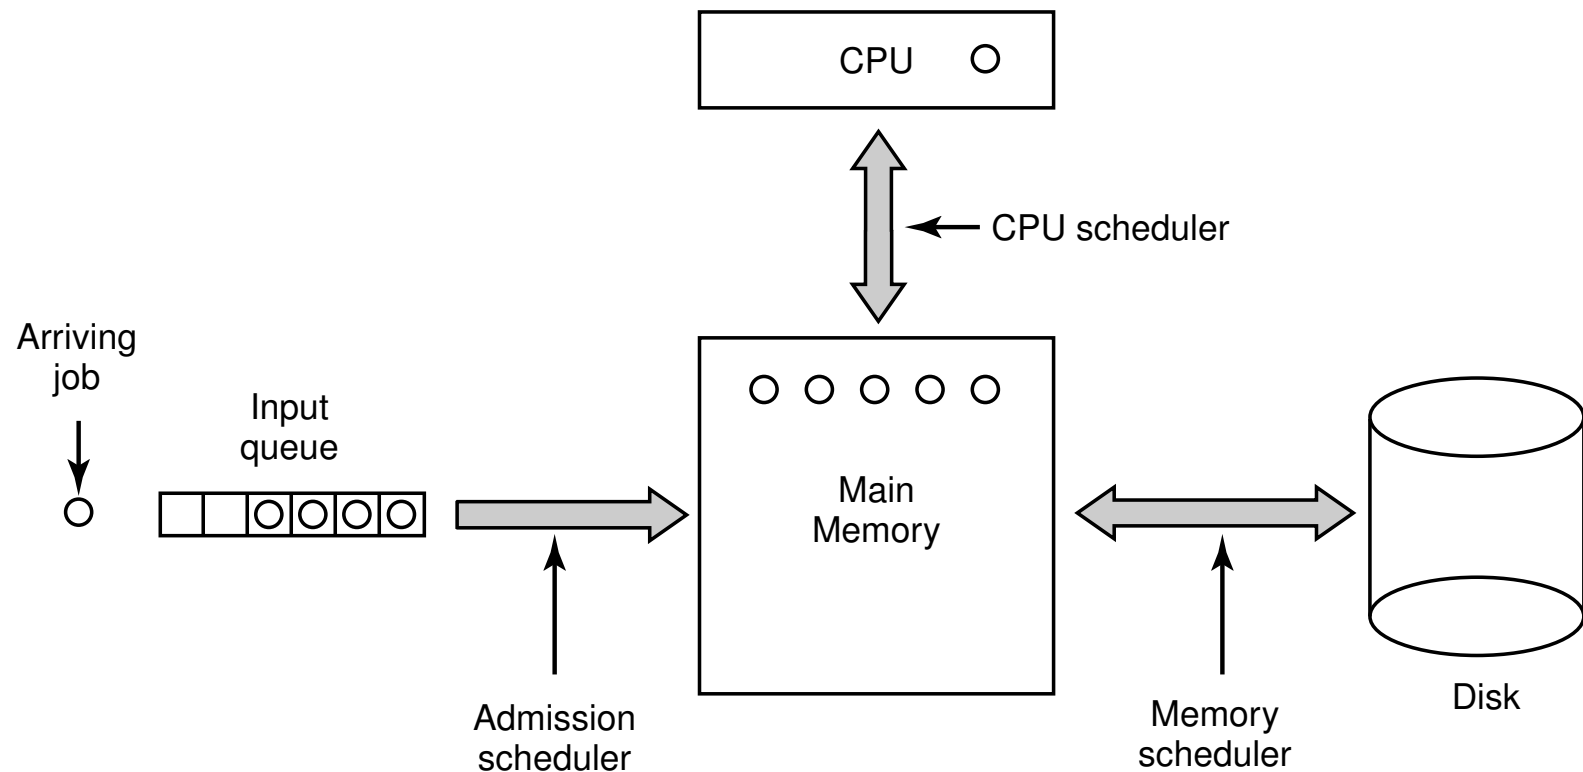 CPU
CPU scheduler
Arriving
job
Input
queue
Main
Memory
Admission
scheduler
Memory
scheduler
Disk